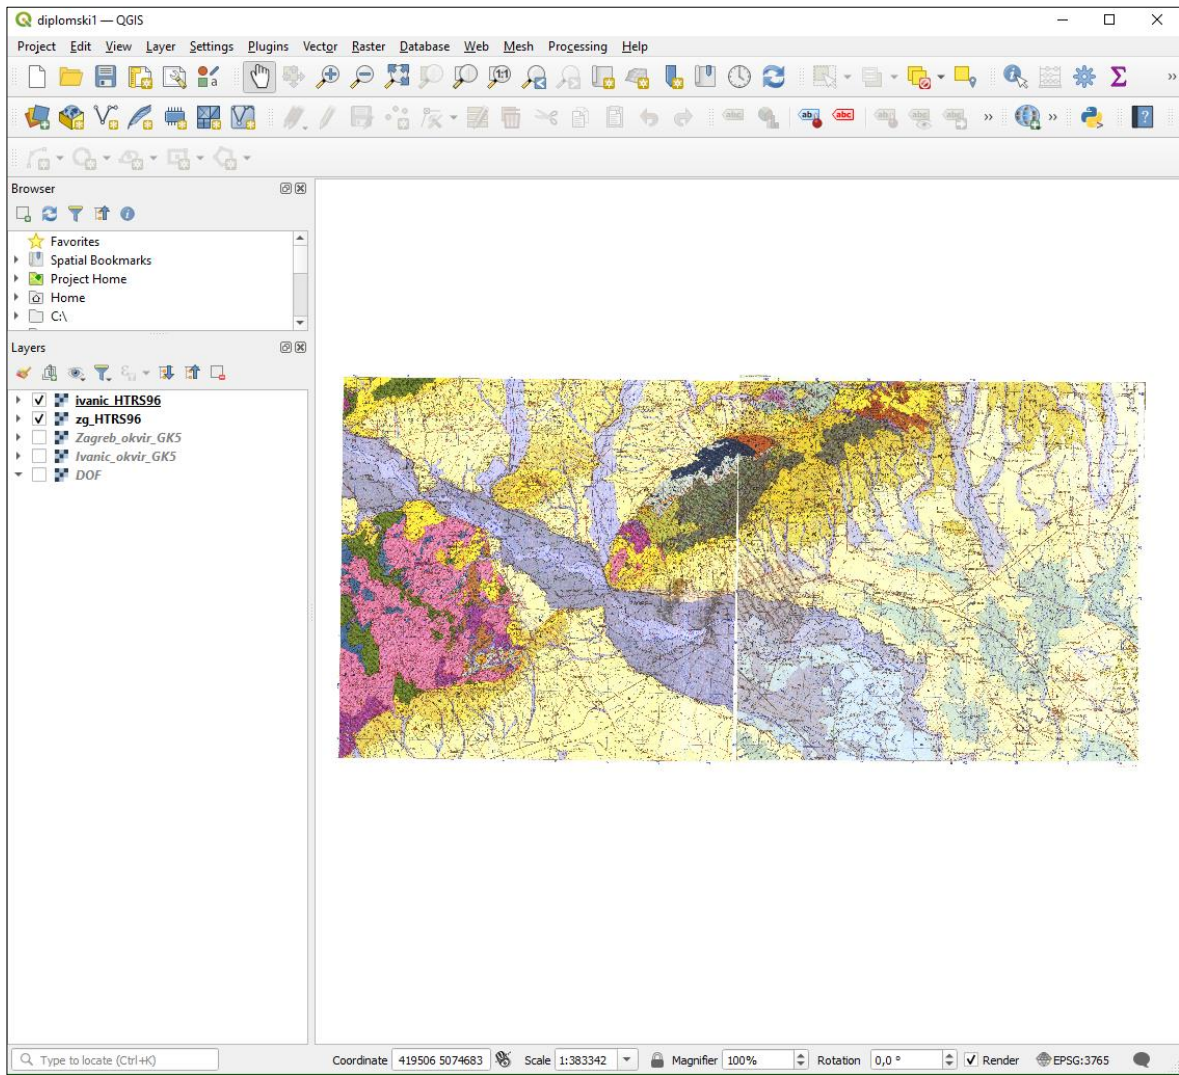 diplomski1 — QGIS
Project Edit View Layer Settings Plugins Vector Raster Database Web Mesh Processing Help
Browser
Favorites
Spatial Bookmarks
Project Home
Home
C:\
Layers
ivanic_HTRS96
zg_HTRS96
Zagreb_okvir_GK5
Ivanic_okvir_GK5
DOF
Type to locate (Ctrl+K)
Coordinate 419506 5074683 Scale 1:383342 Magnifier 100% Rotation 0,0 ° Render EPSG:3765